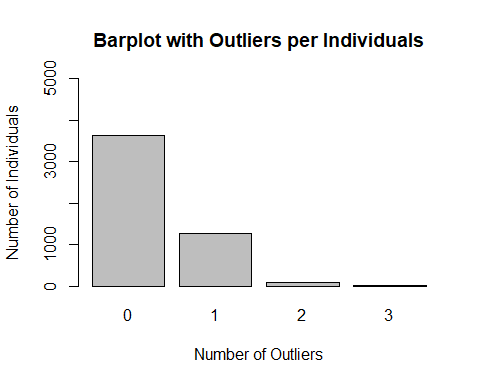 Barplot with Outliers per Individuals
Number of Individuals
5000
3000
1000
0
0 1 2 3
Number of Outliers